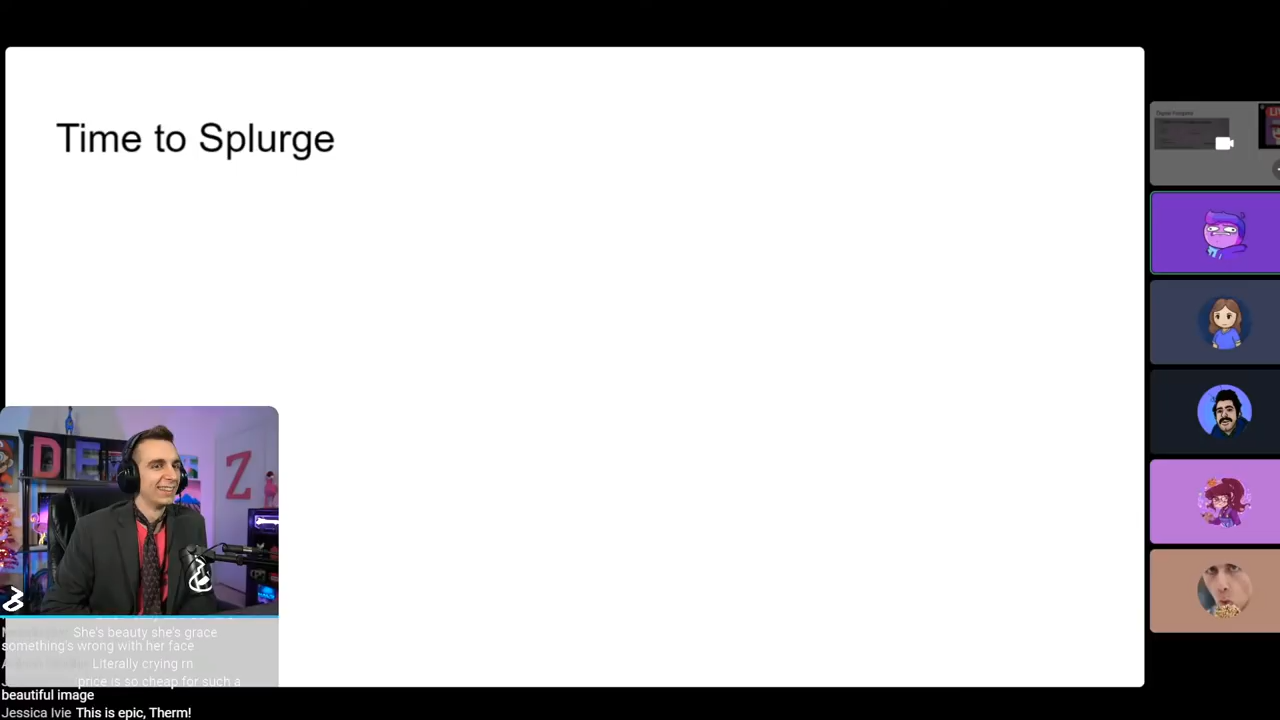 Time to Splurge
DE
Z
She's beauty she's grace
something's wrong with her face
Literally crying rn
price is so cheap for such a
beautiful image
Jessica Ivie This is epic, Therm!